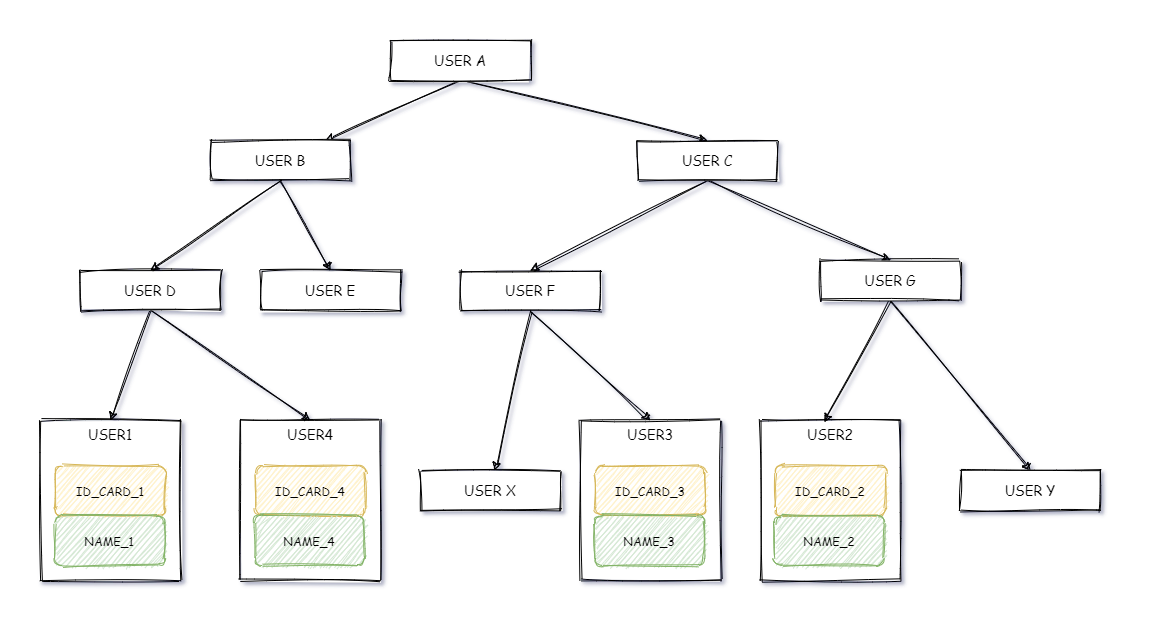 USER A
USER B
USER C
USER D
USER E
USER F
USER G
USER1
USER4
USER3
USER2
ID_CARD_1
ID_CARD_4
USER X
ID_CARD_3
ID_CARD_2
USER Y
NAME_1
NAME_4
NAME_3
NAME_2